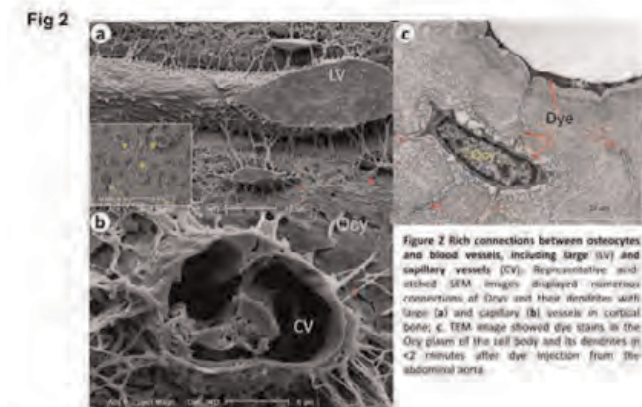 Fig 2
a
LV
b
Ocy
CV
c
Dye
Ocy
Figure 2 Rich connections between osteocytes
and blood vessels, including large (LV) and
capillary vessels (CV). Representative acid
etched SEM images displayed numerous
connections of Ocys and their dendrites with
large (a) and capillary (b) vessels in cortical
bone; c. TEM image showed dye stains in the
Ocy plasm of the cell body and its dendrites in
<2 minutes after dye injection from the
abdominal aorta